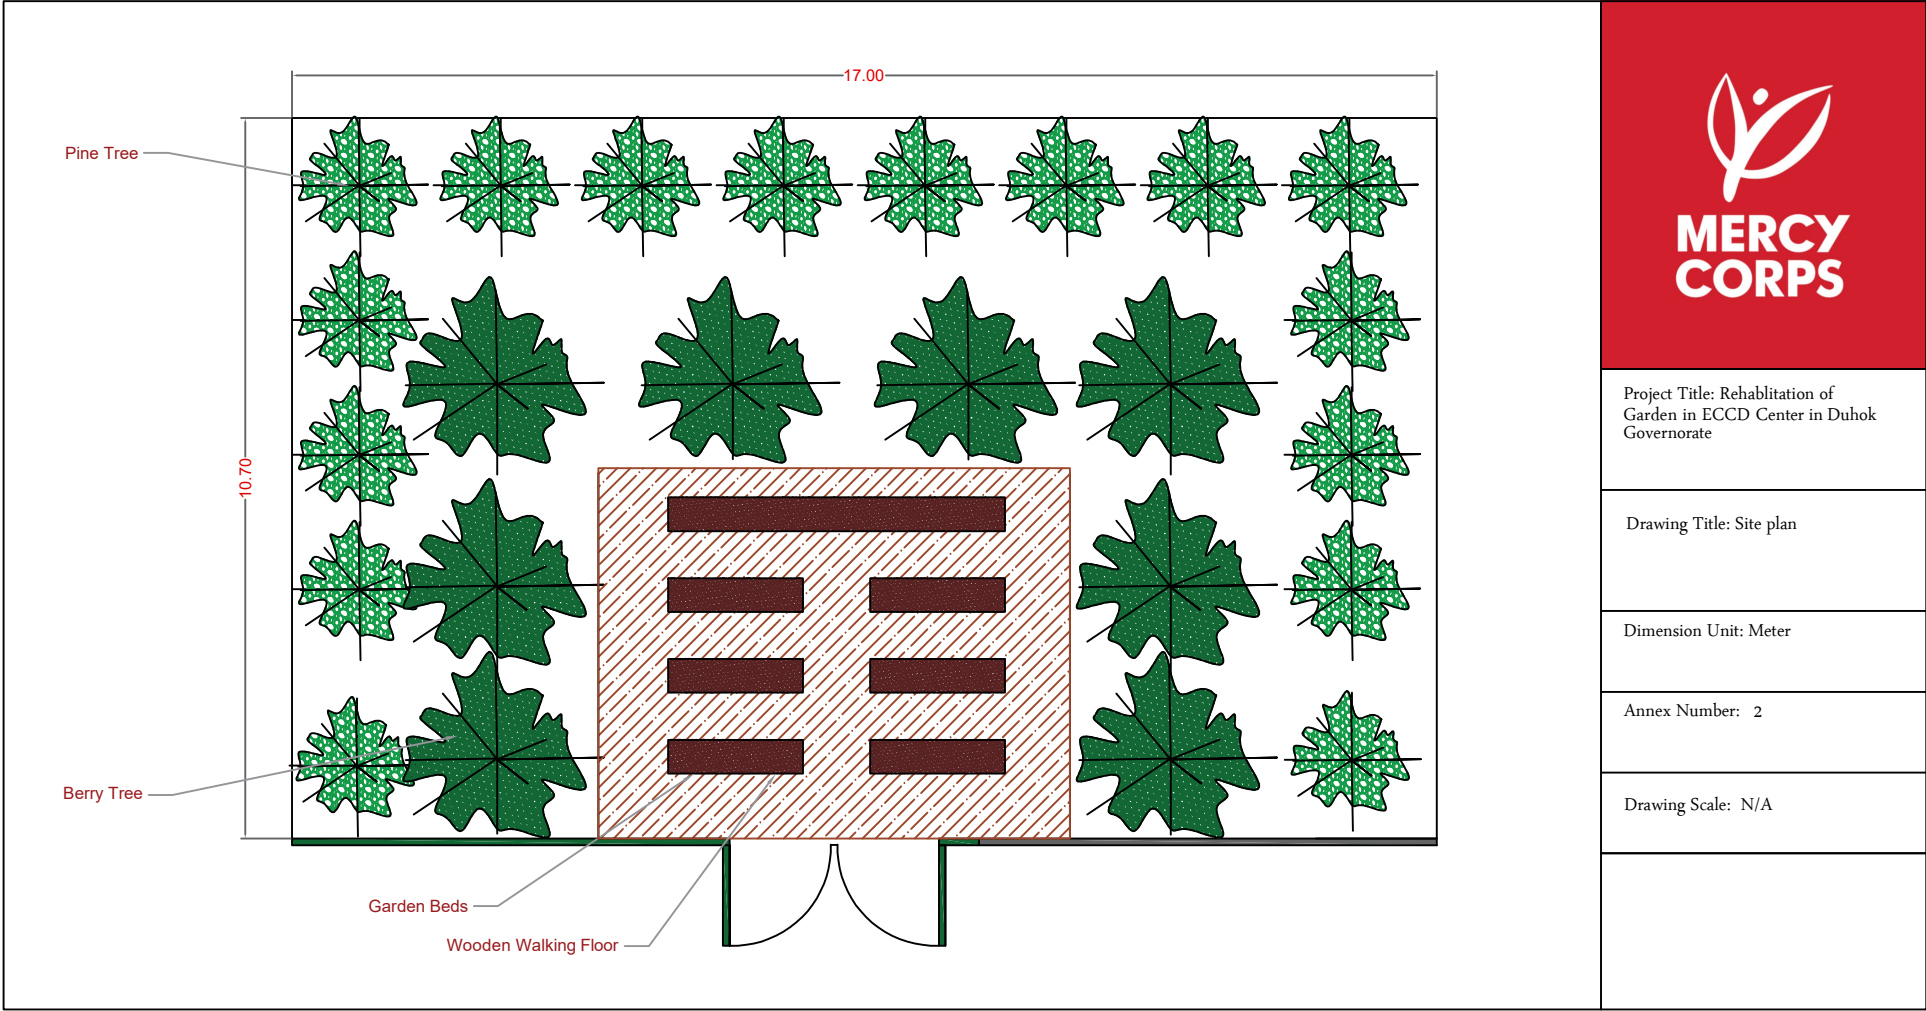 17.00
Pine Tree
10.70
Berry Tree
Garden Beds
Wooden Walking Floor
MERCY
CORPS
Project Title: Rehablitation of
Garden in ECCD Center in Duhok
Governorate
Drawing Title: Site plan
Dimension Unit: Meter
Annex Number: 2
Drawing Scale: N/A